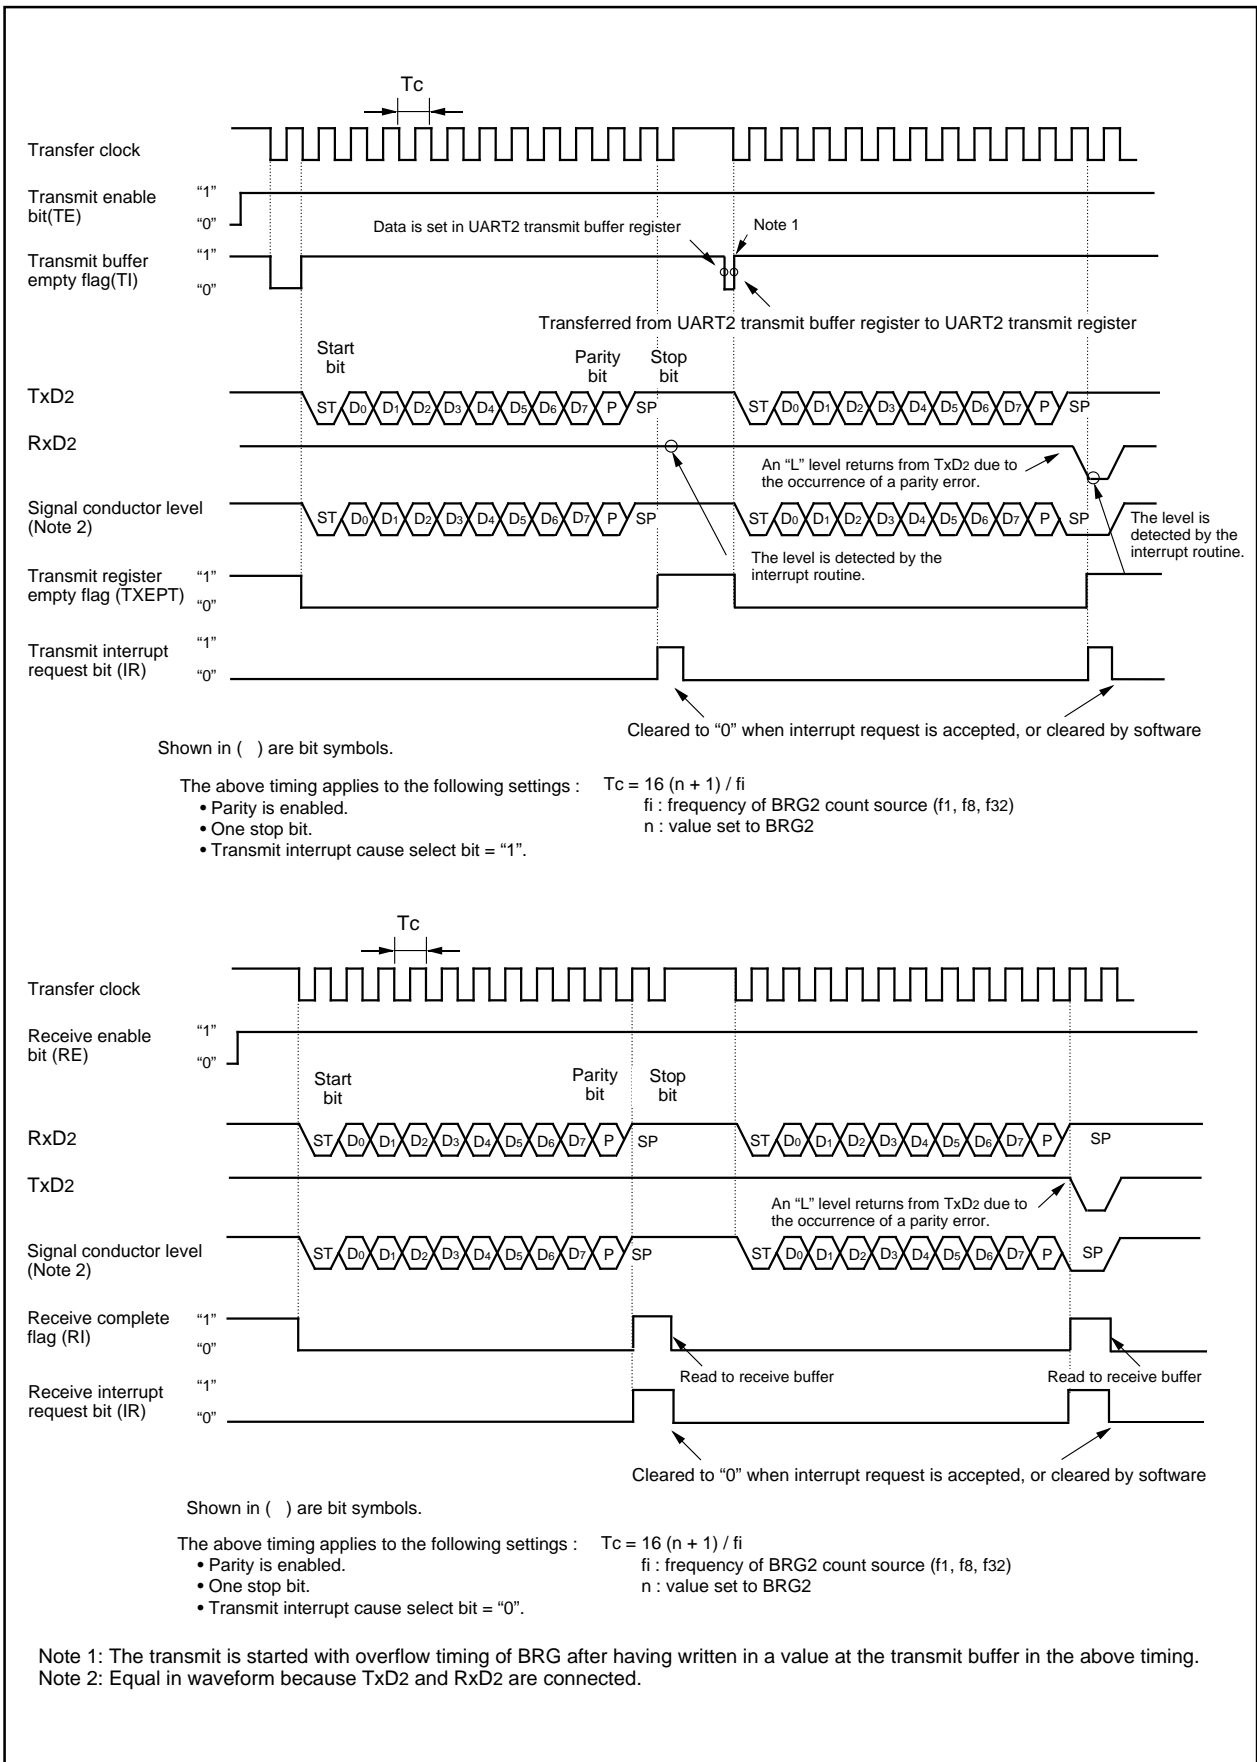 Tc
Transfer clock
Transmit enable
bit(TE)
“1”
“0”
Data is set in UART2 transmit buffer register
Note 1
Transmit buffer
empty flag(TI)
“1”
“0”
Transferred from UART2 transmit buffer register to UART2 transmit register
Start
bit
Parity
bit
Stop
bit
TxD2
ST D0 D1 D2 D3 D4 D5 D6 D7 P SP
ST D0 D1 D2 D3 D4 D5 D6 D7 P SP
RxD2
An “L” level returns from TxD2 due to
the occurrence of a parity error.
Signal conductor level
(Note 2)
ST D0 D1 D2 D3 D4 D5 D6 D7 P SP
ST D0 D1 D2 D3 D4 D5 D6 D7 P SP
The level is
detected by the
interrupt routine.
The level is detected by the
interrupt routine.
Transmit register
empty flag (TXEPT)
“1”
“0”
Transmit interrupt
request bit (IR)
“1”
“0”
Cleared to “0” when interrupt request is accepted, or cleared by software
Shown in ( ) are bit symbols.
The above timing applies to the following settings :
• Parity is enabled.
• One stop bit.
• Transmit interrupt cause select bit = “1”.
Tc = 16 (n + 1) / fi
fi : frequency of BRG2 count source (f1, f8, f32)
n : value set to BRG2
Tc
Transfer clock
Receive enable
bit (RE)
“1”
“0”
Start
bit
Parity
bit
Stop
bit
RxD2
ST D0 D1 D2 D3 D4 D5 D6 D7 P SP
ST D0 D1 D2 D3 D4 D5 D6 D7 P SP
TxD2
An “L” level returns from TxD2 due to
the occurrence of a parity error.
Signal conductor level
(Note 2)
ST D0 D1 D2 D3 D4 D5 D6 D7 P SP
ST D0 D1 D2 D3 D4 D5 D6 D7 P SP
Receive complete
flag (RI)
“1”
“0”
Read to receive buffer
Read to receive buffer
Receive interrupt
request bit (IR)
“1”
“0”
Cleared to “0” when interrupt request is accepted, or cleared by software
Shown in ( ) are bit symbols.
The above timing applies to the following settings :
• Parity is enabled.
• One stop bit.
• Transmit interrupt cause select bit = “0”.
Tc = 16 (n + 1) / fi
fi : frequency of BRG2 count source (f1, f8, f32)
n : value set to BRG2
Note 1: The transmit is started with overflow timing of BRG after having written in a value at the transmit buffer in the above timing.
Note 2: Equal in waveform because TxD2 and RxD2 are connected.